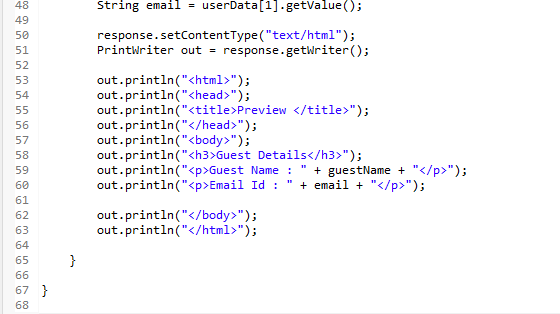 48 String email = userData[1].getValue();
49
50 response.setContentType("text/html");
51 PrintWriter out = response.getWriter();
52
53 out.println("<html>");
54 out.println("<head>");
55 out.println("<title>Preview </title>");
56 out.println("</head>");
57 out.println("<body>");
58 out.println("<h3>Guest Details</h3>");
59 out.println("<p>Guest Name : " + guestName + "</p>");
60 out.println("<p>Email Id : " + email + "</p>");
61
62 out.println("</body>");
63 out.println("</html>");
64
65 }
66
67 }
68